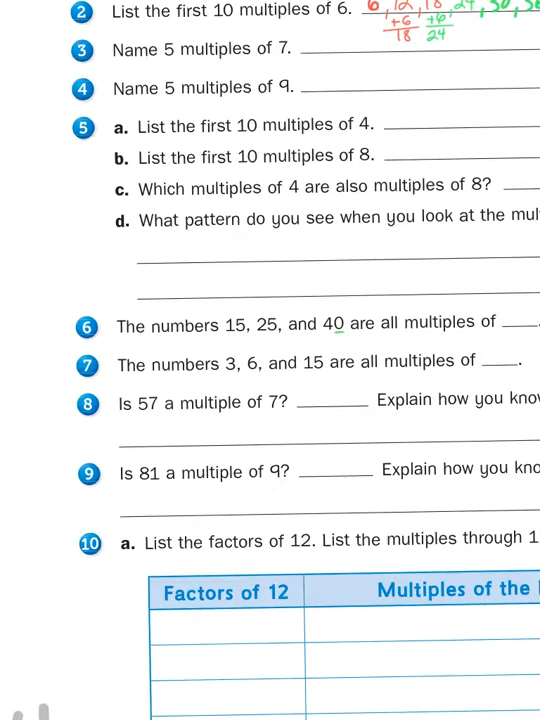 2 List the first 10 multiples of 6. 6, 12, 18, 24, 30,
+6 +6
18 24
3 Name 5 multiples of 7.
4 Name 5 multiples of 9.
5 a. List the first 10 multiples of 4.
b. List the first 10 multiples of 8.
c. Which multiples of 4 are also multiples of 8?
d. What pattern do you see when you look at the mul
6 The numbers 15, 25, and 40 are all multiples of ____.
7 The numbers 3, 6, and 15 are all multiples of ____.
8 Is 57 a multiple of 7? ________ Explain how you kno
9 Is 81 a multiple of 9? ________ Explain how you kno
10 a. List the factors of 12. List the multiples through 1
Factors of 12 Multiples of the